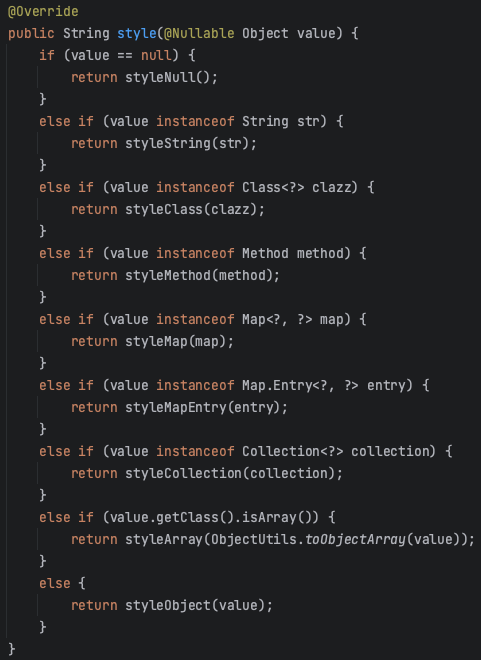 @Override
public String style(@Nullable Object value) {
    if (value == null) {
        return styleNull();
    }
    else if (value instanceof String str) {
        return styleString(str);
    }
    else if (value instanceof Class<?> clazz) {
        return styleClass(clazz);
    }
    else if (value instanceof Method method) {
        return styleMethod(method);
    }
    else if (value instanceof Map<?, ?> map) {
        return styleMap(map);
    }
    else if (value instanceof Map.Entry<?, ?> entry) {
        return styleMapEntry(entry);
    }
    else if (value instanceof Collection<?> collection) {
        return styleCollection(collection);
    }
    else if (value.getClass().isArray()) {
        return styleArray(ObjectUtils.toObjectArray(value));
    }
    else {
        return styleObject(value);
    }
}